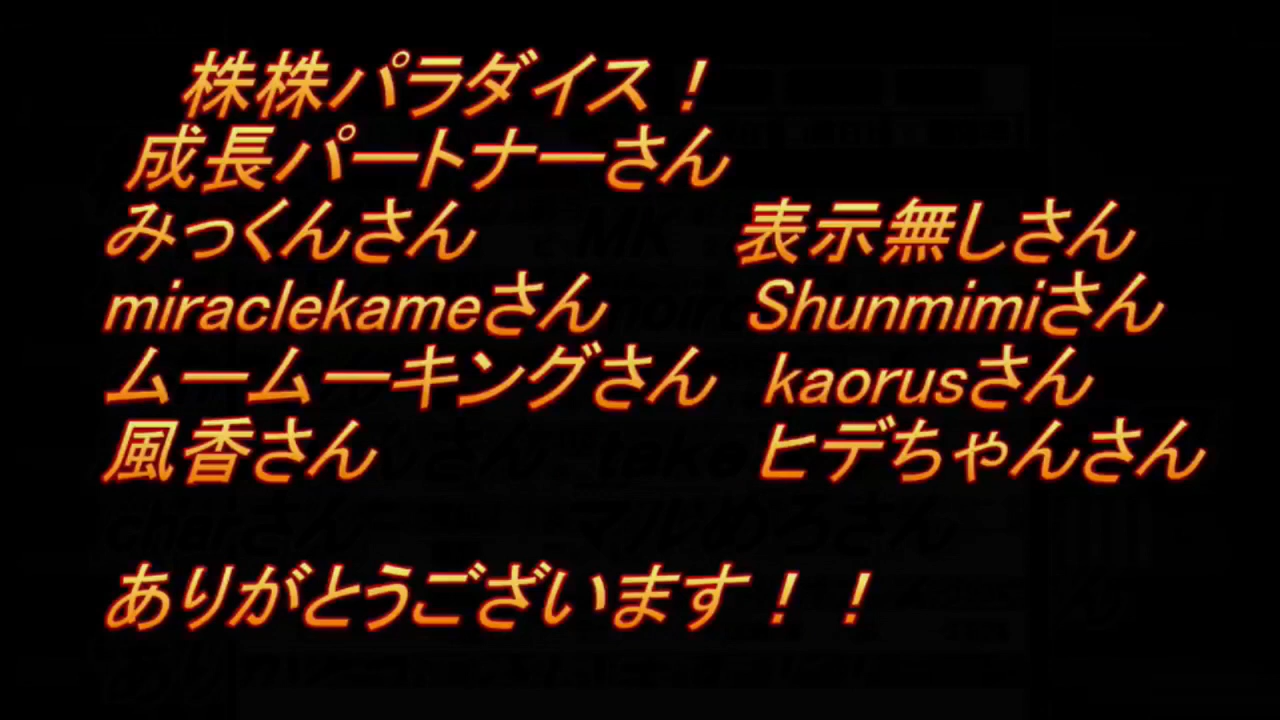 株株パラダイス！
成長パートナーさん
みっくんさん 表示無しさん
miraclekameさん Shunmimiさん
ムームーキングさん kaorusさん
風香さん ヒデちゃんさん
ありがとうございます！！